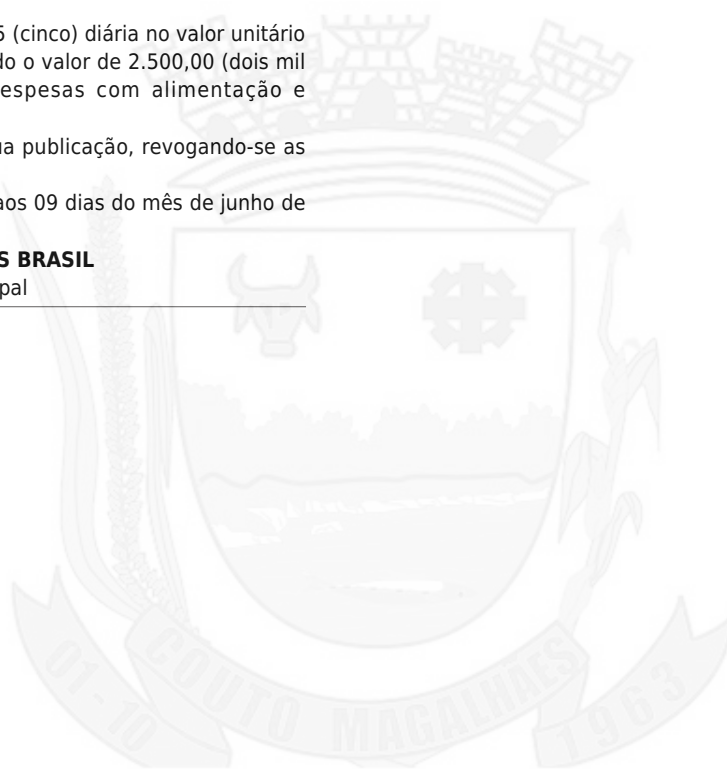 5 (cinco) diária no valor unitário
do o valor de 2.500,00 (dois mil
espesas com alimentação e
ua publicação, revogando-se as
aos 09 dias do mês de junho de
S BRASIL
pal
01-10
COUTO MAGALHÃES
1963